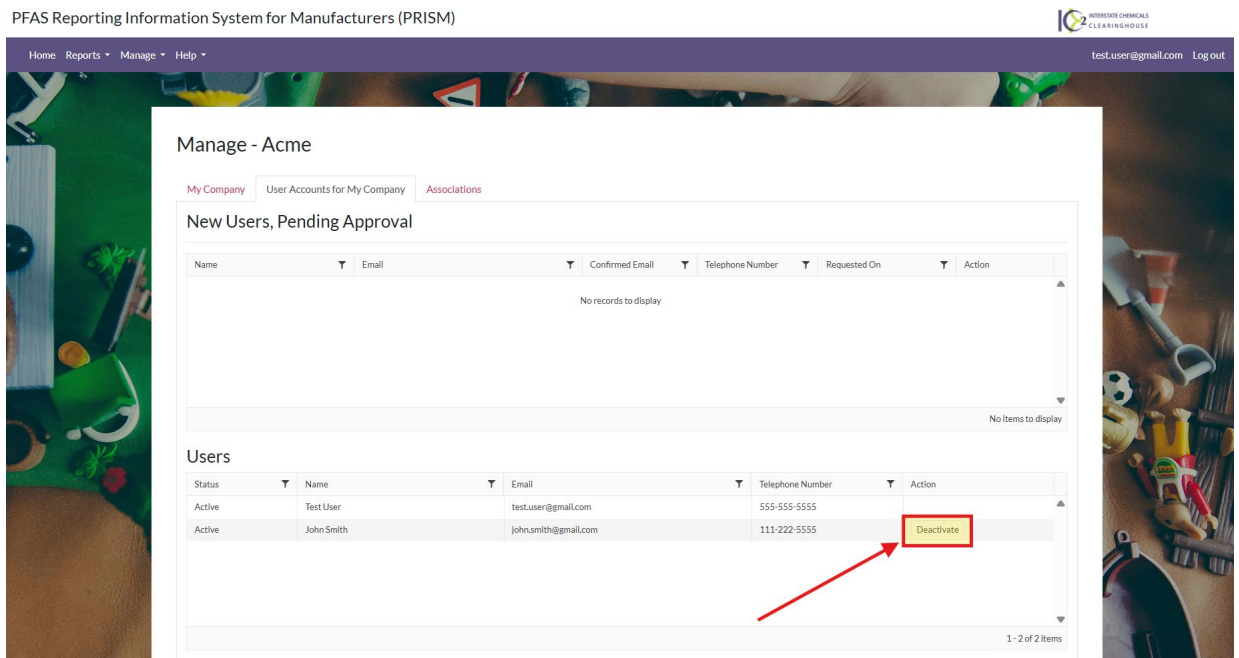 PFAS Reporting Information System for Manufacturers (PRISM)
IC2 INTERSTATE CHEMICALS
CLEARINGHOUSE
Home Reports Manage Help test.user@gmail.com Log out
Manage - Acme
My Company User Accounts for My Company Associations
New Users, Pending Approval
Name Email Confirmed Email Telephone Number Requested On Action
No records to display
No items to display
Users
Status Name Email Telephone Number Action
Active Test User test.user@gmail.com 555-555-5555
Active John Smith john.smith@gmail.com 111-222-5555 Deactivate
1 - 2 of 2 items